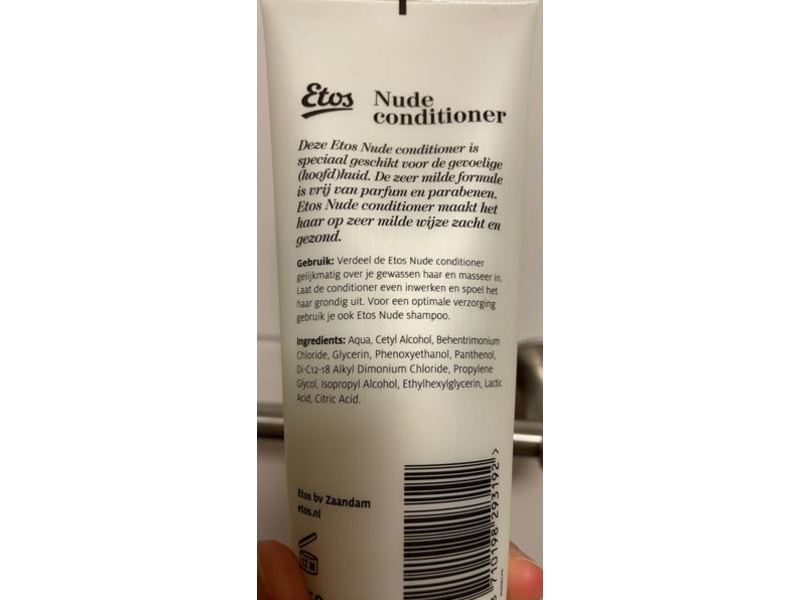 Etos
Nude
conditioner
Deze Etos Nude conditioner is
speciaal geschikt voor de gevoelige
(hoofd)huid. De zeer milde formule
is vrij van parfum en parabenen.
Etos Nude conditioner maakt het
haar op zeer milde wijze zacht en
gezond.
Gebruik: Verdeel de Etos Nude conditioner
gelijkmatig over je gewassen haar en masseer in.
Laat de conditioner even inwerken en spoel het
haar grondig uit. Voor een optimale verzorging
gebruik je ook Etos Nude shampoo.
Ingredients: Aqua, Cetyl Alcohol, Behentrimonium
Chloride, Glycerin, Phenoxyethanol, Panthenol,
Di-C12-18 Alkyl Dimonium Chloride, Propylene
Glycol, Isopropyl Alcohol, Ethylhexylglycerin, Lactic
Acid, Citric Acid.
Etos bv Zaandam
etos.nl
12 M
8 710198 293192 >